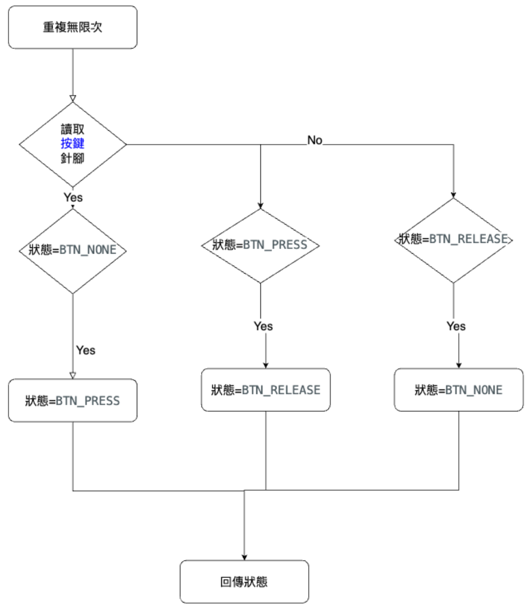 重複無限次
讀取
按鍵
針腳
No
Yes
狀態=BTN_NONE
狀態=BTN_PRESS
狀態=BTN_RELEASE
Yes
Yes
Yes
狀態=BTN_PRESS
狀態=BTN_RELEASE
狀態=BTN_NONE
回傳狀態